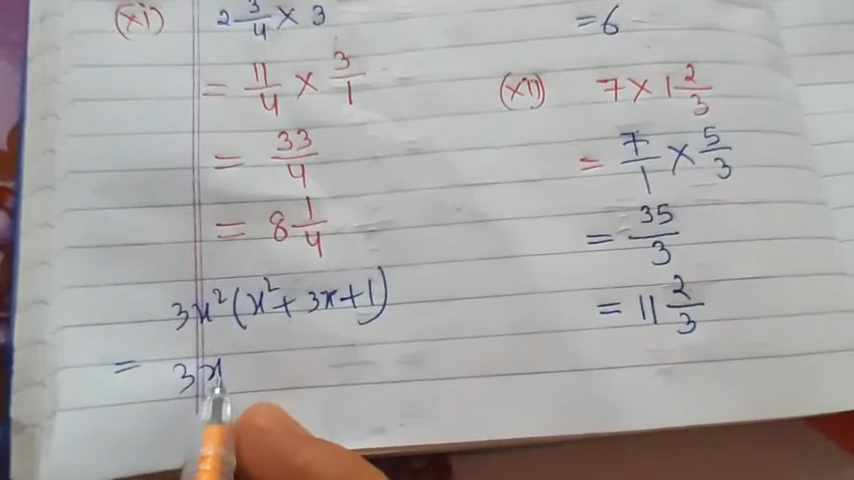 (xi) 2 3/4 × 3
= 11/4 × 3/1
= 33/4
= 8 1/4
3x² (x² + 3x + 1)
= 3x
= 6
(xii) 7 × 1 2/3
= 7/1 × 5/3
= 35/3
= 11 2/3